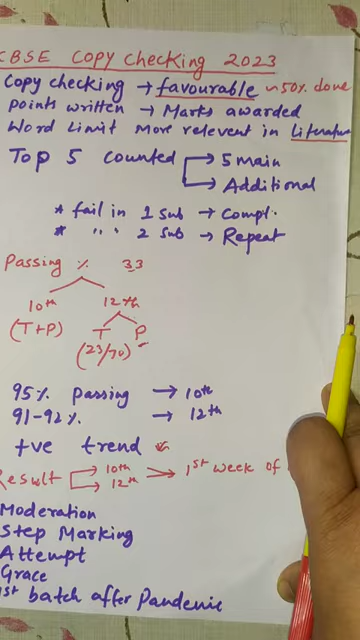 CBSE Copy Checking 2023
Copy checking → favourable ~50% done
points written → Marks awarded
Word Limit More relevent in Literature
Top 5 counted → 5 main
→ Additional
* fail in 1 sub → Compt.
* " " 2 sub → Repeat
Passing % 33
10th 12th
(T+P) T P
(23/70)
95% passing → 10th
91-92% → 12th
+ve trend
Result → 10th → 1st week of
→ 12th
Moderation
Step Marking
Attempt
Grace
1st batch after Pandemic